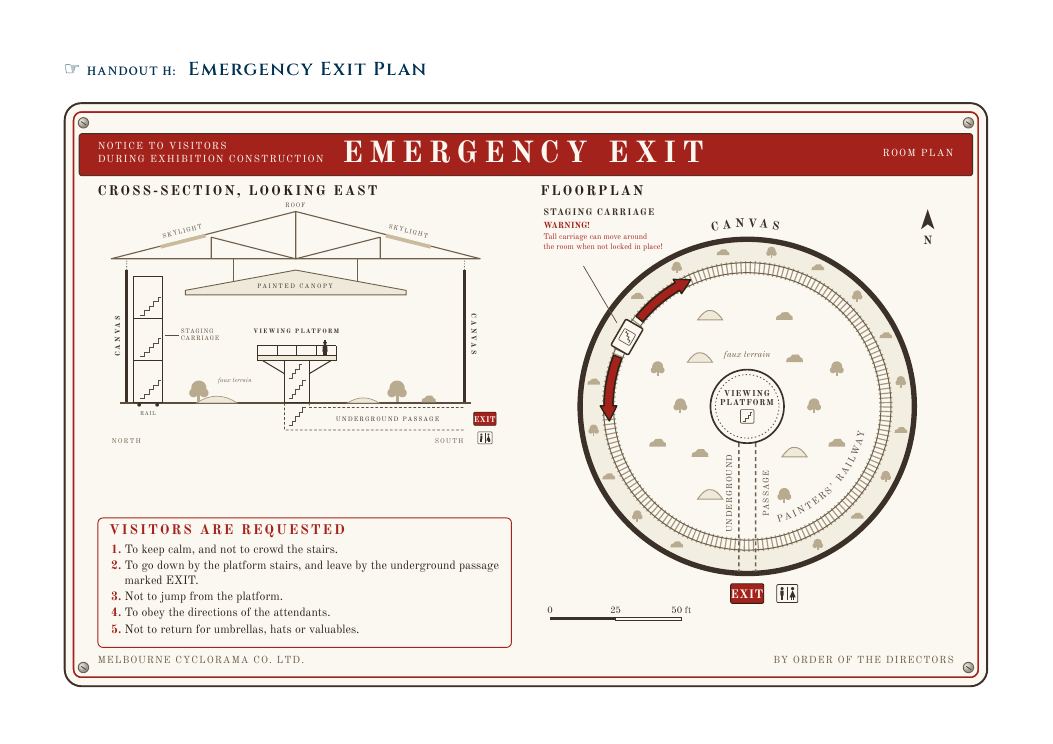 ☞ HANDOUT H: EMERGENCY EXIT PLAN
NOTICE TO VISITORS
DURING EXHIBITION CONSTRUCTION
EMERGENCY EXIT
ROOM PLAN
CROSS-SECTION, LOOKING EAST
ROOF
SKYLIGHT
SKYLIGHT
PAINTED CANOPY
CANVAS
STAGING
CARRIAGE
VIEWING PLATFORM
CANVAS
faux terrain
RAIL
UNDERGROUND PASSAGE
EXIT
NORTH
SOUTH
VISITORS ARE REQUESTED
1. To keep calm, and not to crowd the stairs.
2. To go down by the platform stairs, and leave by the underground passage
marked EXIT.
3. Not to jump from the platform.
4. To obey the directions of the attendants.
5. Not to return for umbrellas, hats or valuables.
FLOORPLAN
STAGING CARRIAGE
WARNING!
Tall carriage can move around
the room when not locked in place!
CANVAS
N
faux terrain
VIEWING
PLATFORM
UNDERGROUND
PASSAGE
PAINTERS' RAILWAY
EXIT
0 25 50 ft
MELBOURNE CYCLORAMA CO. LTD.
BY ORDER OF THE DIRECTORS